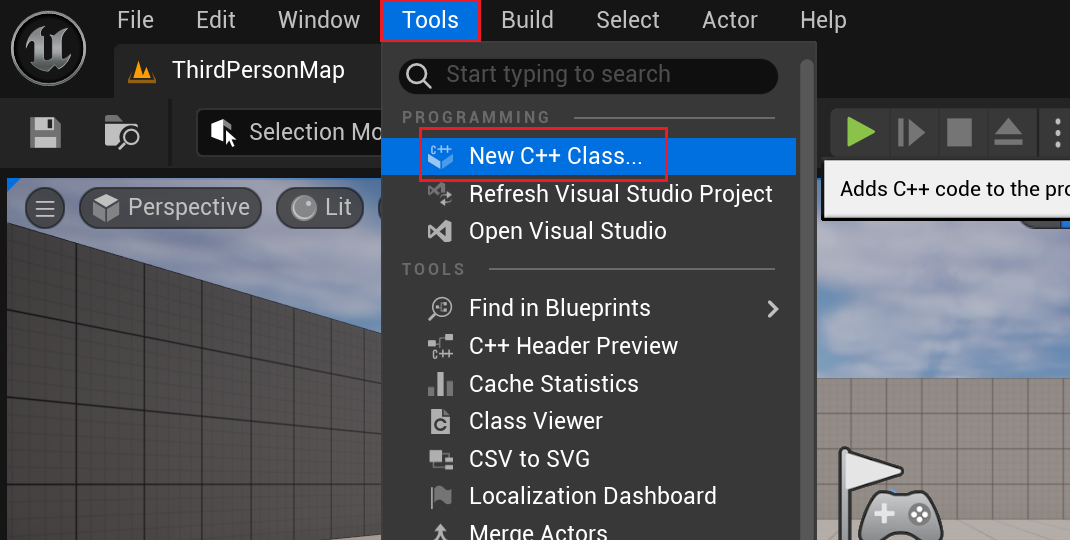 File Edit Window Tools Build Select Actor Help
ThirdPersonMap
Start typing to search
Selection Mo
PROGRAMMING
New C++ Class...
Adds C++ code to the pro
Refresh Visual Studio Project
Perspective
Lit
Open Visual Studio
TOOLS
Find in Blueprints
C++ Header Preview
Cache Statistics
Class Viewer
CSV to SVG
Localization Dashboard
Merge Actors